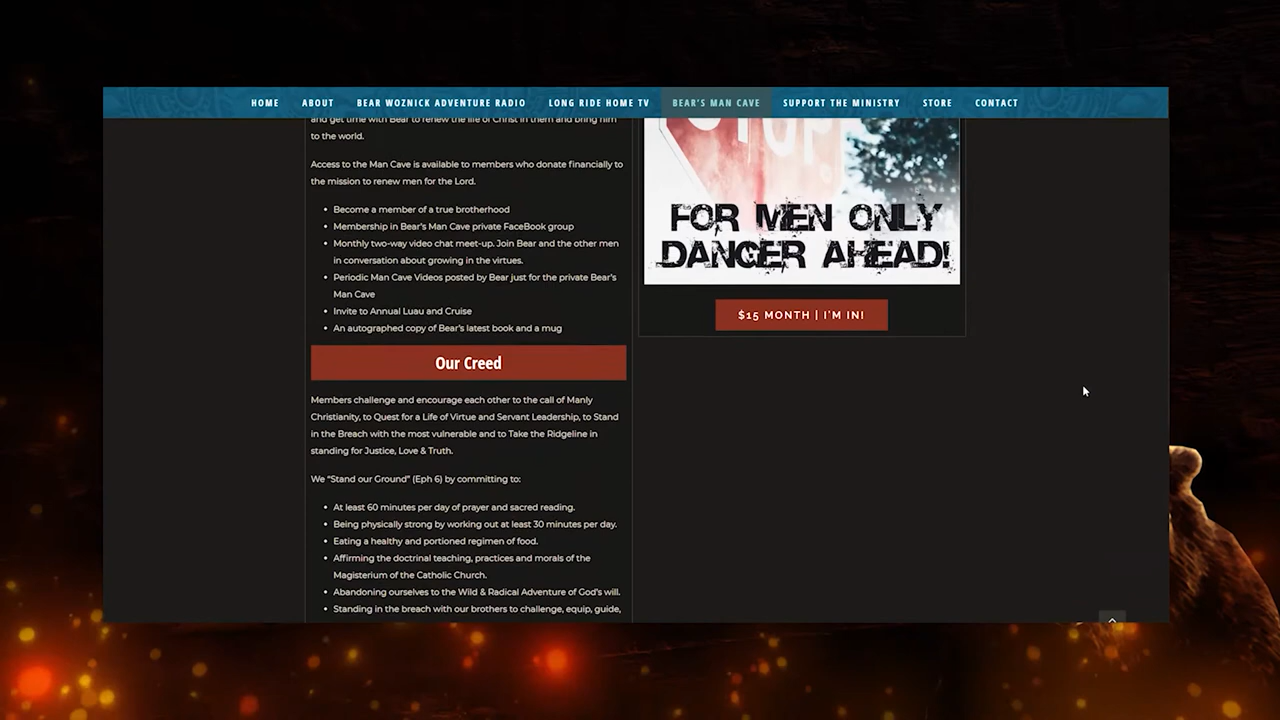 HOME ABOUT BEAR WOZNICK ADVENTURE RADIO LONG RIDE HOME TV BEAR'S MAN CAVE SUPPORT THE MINISTRY STORE CONTACT
and get time with Bear to renew the life of Christ in them and bring him
to the world.
Access to the Man Cave is available to members who donate financially to
the mission to renew men for the Lord.
• Become a member of a true brotherhood
• Membership in Bear's Man Cave private FaceBook group
• Monthly two-way video chat meet-up. Join Bear and the other men
in conversation about growing in the virtues.
• Periodic Man Cave Videos posted by Bear just for the private Bear's
Man Cave
• Invite to Annual Luau and Cruise
• An autographed copy of Bear's latest book and a mug
Our Creed
Members challenge and encourage each other to the call of Manly
Christianity, to Quest for a Life of Virtue and Servant Leadership, to Stand
in the Breach with the most vulnerable and to Take the Ridgeline in
standing for Justice, Love & Truth.
We "Stand our Ground" (Eph 6) by committing to:
• At least 60 minutes per day of prayer and sacred reading.
• Being physically strong by working out at least 30 minutes per day.
• Eating a healthy and portioned regimen of food.
• Affirming the doctrinal teaching, practices and morals of the
Magisterium of the Catholic Church.
• Abandoning ourselves to the Wild & Radical Adventure of God's will.
• Standing in the breach with our brothers to challenge, equip, guide,
STOP
FOR MEN ONLY
DANGER AHEAD!
$15 MONTH | I'M IN!